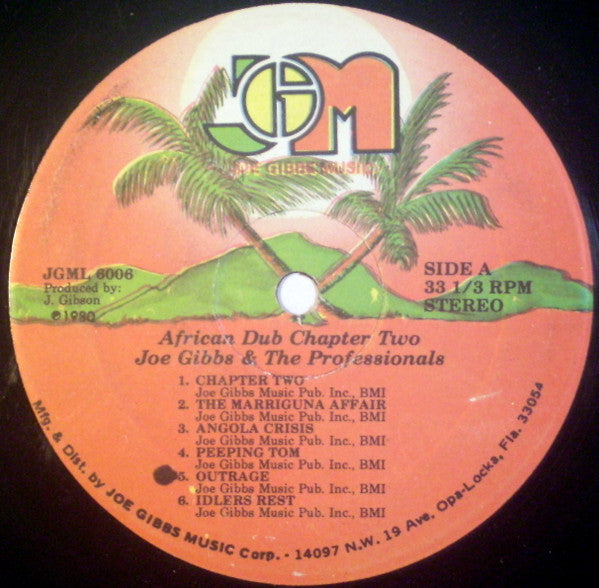 JGM
JOE GIBBS MUSIC
JGML 6006
Produced by:
J. Gibson
℗1980
SIDE A
33 1/3 RPM
STEREO
African Dub Chapter Two
Joe Gibbs & The Professionals
1. CHAPTER TWO
Joe Gibbs Music Pub. Inc., BMI
2. THE MARRIGUNA AFFAIR
Joe Gibbs Music Pub. Inc., BMI
3. ANGOLA CRISIS
Joe Gibbs Music Pub. Inc., BMI
4. PEEPING TOM
Joe Gibbs Music Pub. Inc., BMI
5. OUTRAGE
Joe Gibbs Music Pub. Inc., BMI
6. IDLERS REST
Joe Gibbs Music Pub. Inc., BMI
Mfg. & Dist. by JOE GIBBS MUSIC Corp. - 14097 N.W. 19 Ave. Opa-Locka, Fla. 33054